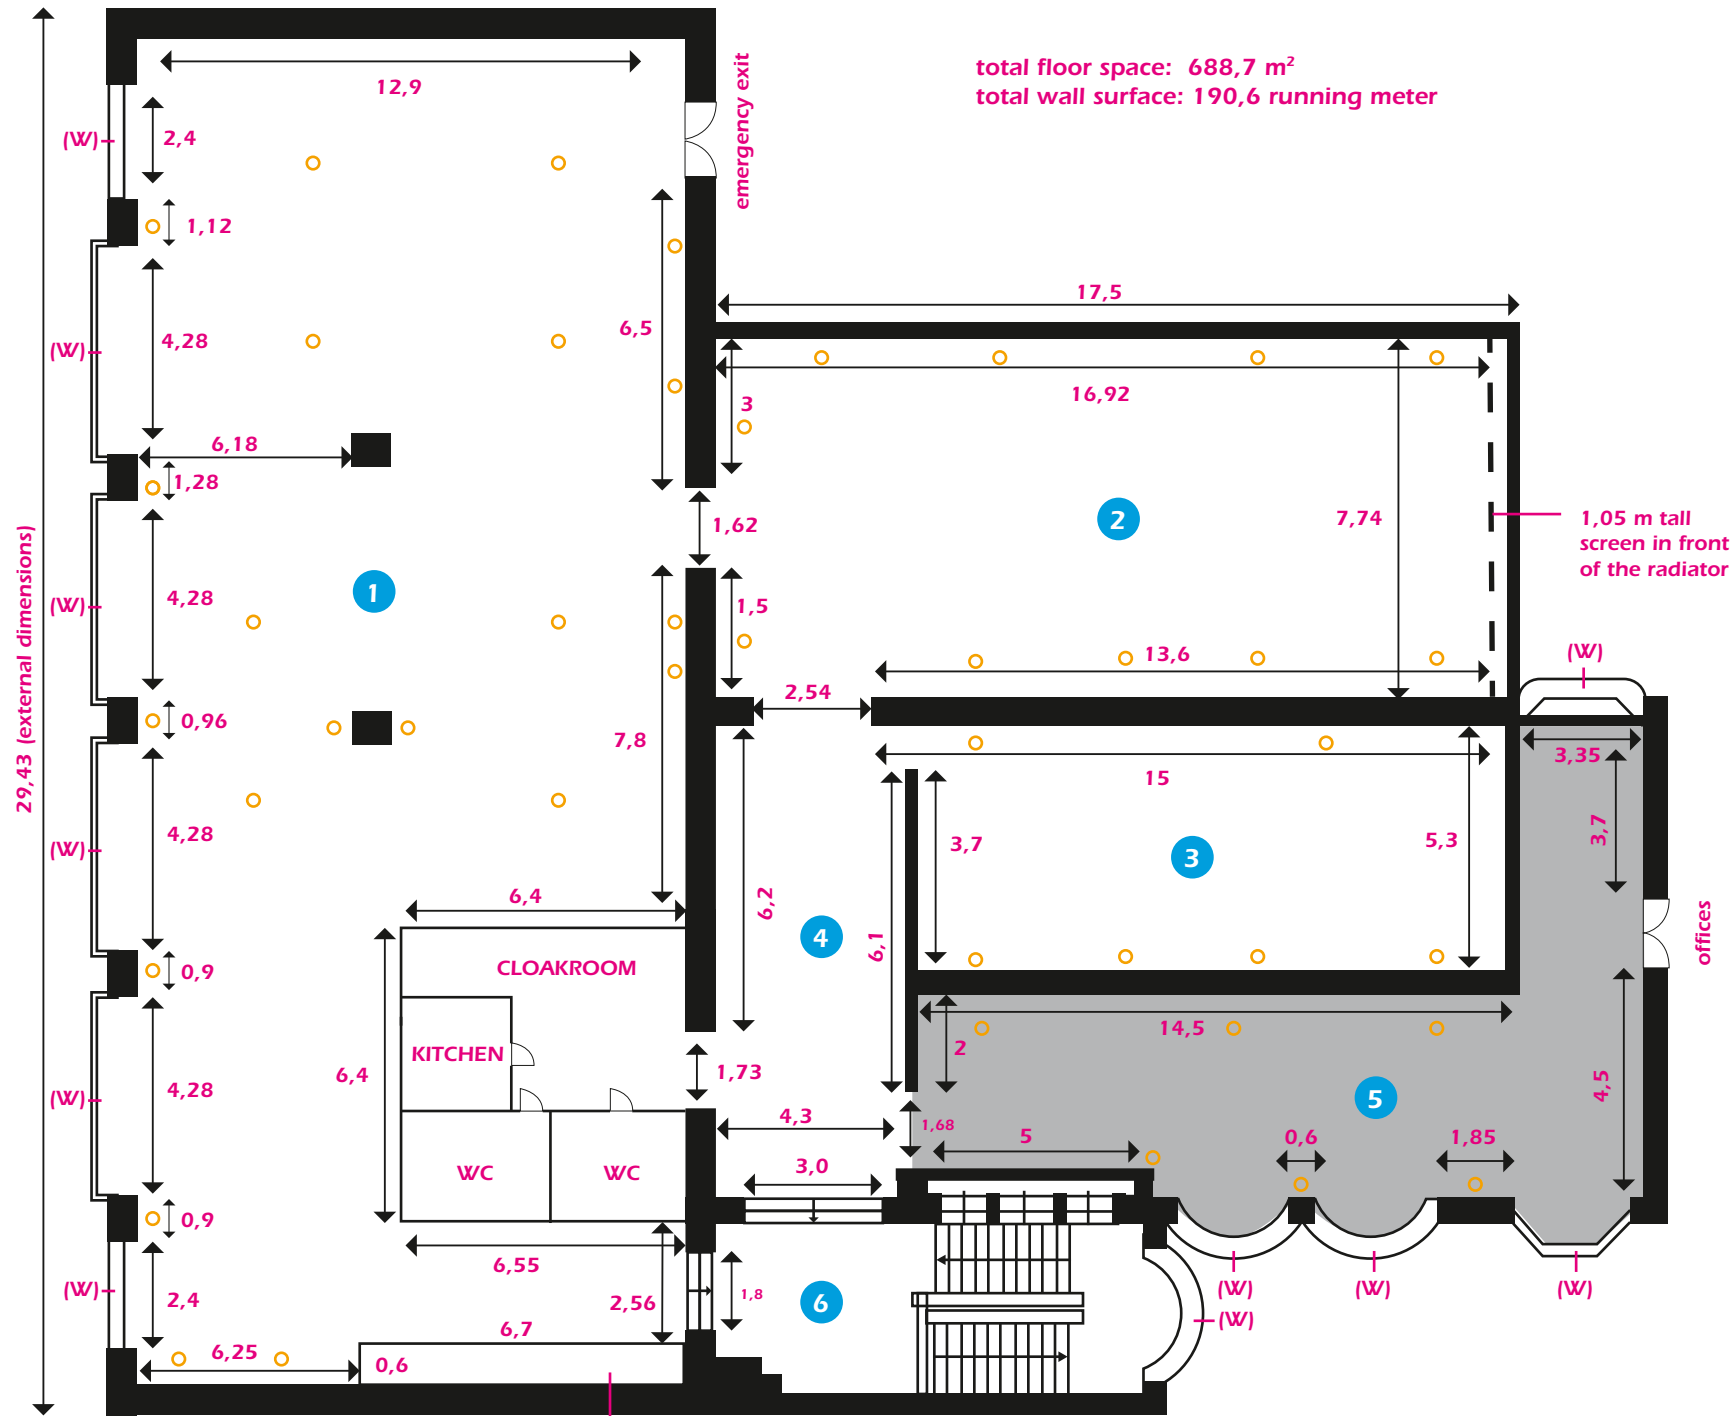 total floor space: 688,7 m²
total wall surface: 190,6 running meter
12,9
emergency exit
(W)
2,4
1,12
17,5
6,5
(W)
4,28
3
16,92
6,18
1,28
1,62
2
7,74
1,05 m tall
screen in front
of the radiator
29,43 (external dimensions)
(W)
4,28
1
1,5
13,6
(W)
2,54
0,96
7,8
3,35
15
3,7
(W)
4,28
3,7
3
5,3
6,4
6,2
4
6,1
offices
CLOAKROOM
0,9
14,5
2
KITCHEN
6,4
1,73
(W)
4,28
5
4,5
4,3
1,68
5
0,6
1,85
WC
WC
3,0
0,9
6,55
(W)
2,4
2,56
1,8
6
(W)
(W)
(W)
(W)
6,7
6,25
0,6